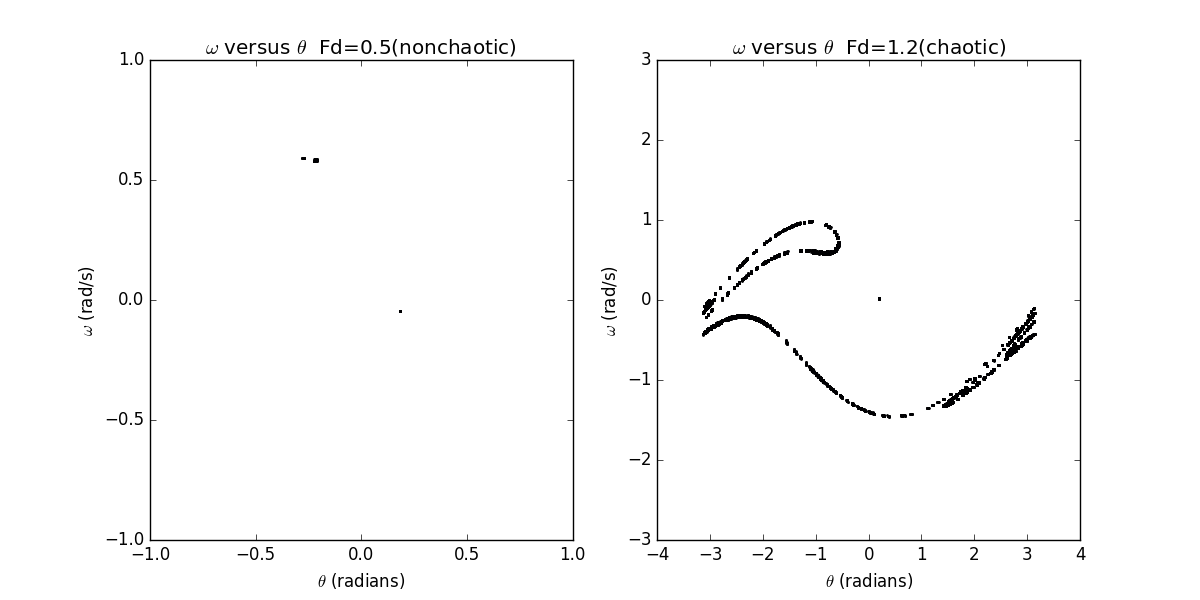 ω versus θ  Fd=0.5(nonchaotic)
1.0
0.5
0.0
−0.5
−1.0
ω (rad/s)
−1.0 −0.5 0.0 0.5 1.0
θ (radians)
ω versus θ  Fd=1.2(chaotic)
3
2
1
0
−1
−2
−3
ω (rad/s)
−4 −3 −2 −1 0 1 2 3 4
θ (radians)